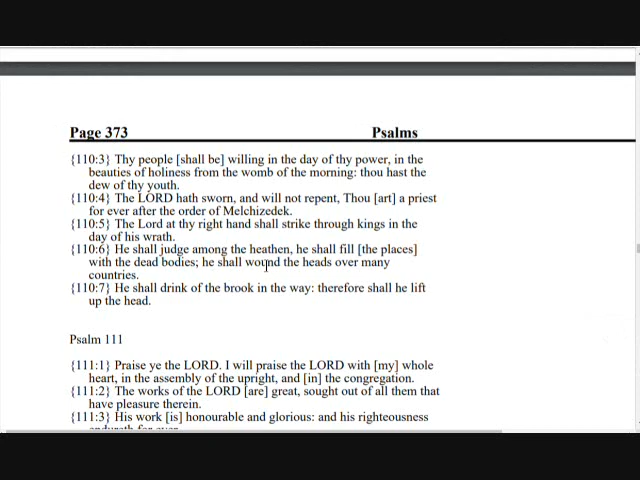 Page 373 Psalms
{110:3} Thy people [shall be] willing in the day of thy power, in the
beauties of holiness from the womb of the morning: thou hast the
dew of thy youth.
{110:4} The LORD hath sworn, and will not repent, Thou [art] a priest
for ever after the order of Melchizedek.
{110:5} The Lord at thy right hand shall strike through kings in the
day of his wrath.
{110:6} He shall judge among the heathen, he shall fill [the places]
with the dead bodies; he shall wound the heads over many
countries.
{110:7} He shall drink of the brook in the way: therefore shall he lift
up the head.
Psalm 111
{111:1} Praise ye the LORD. I will praise the LORD with [my] whole
heart, in the assembly of the upright, and [in] the congregation.
{111:2} The works of the LORD [are] great, sought out of all them that
have pleasure therein.
{111:3} His work [is] honourable and glorious: and his righteousness